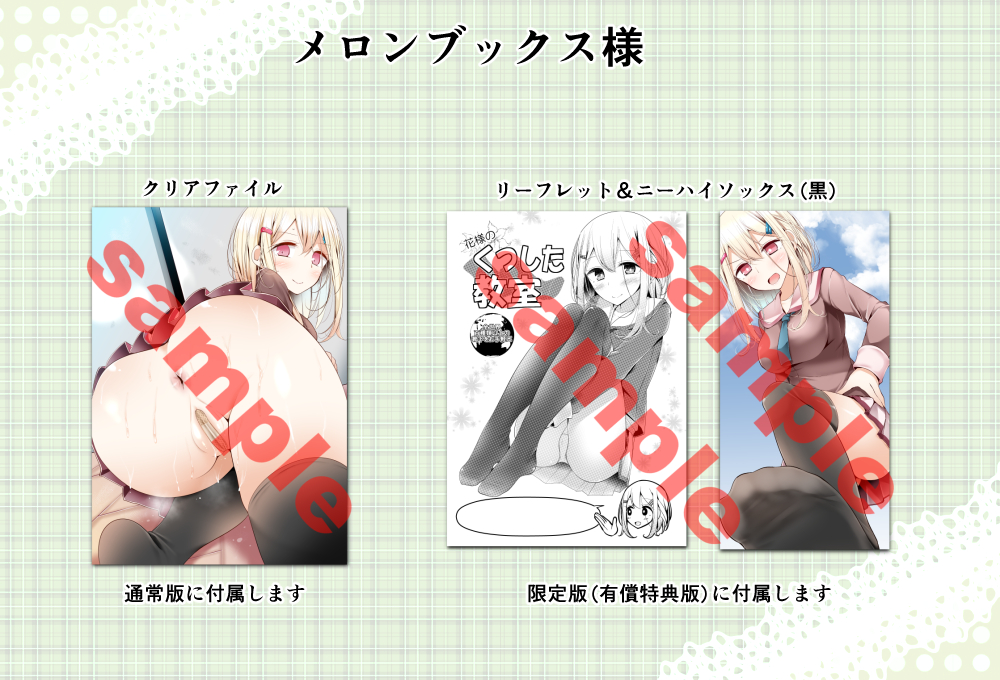 メロンブックス様
クリアファイル
リーフレット＆ニーハイソックス(黒)
花様の
くつした
教室
sample
sample
sample
通常版に付属します
限定版(有償特典版)に付属します